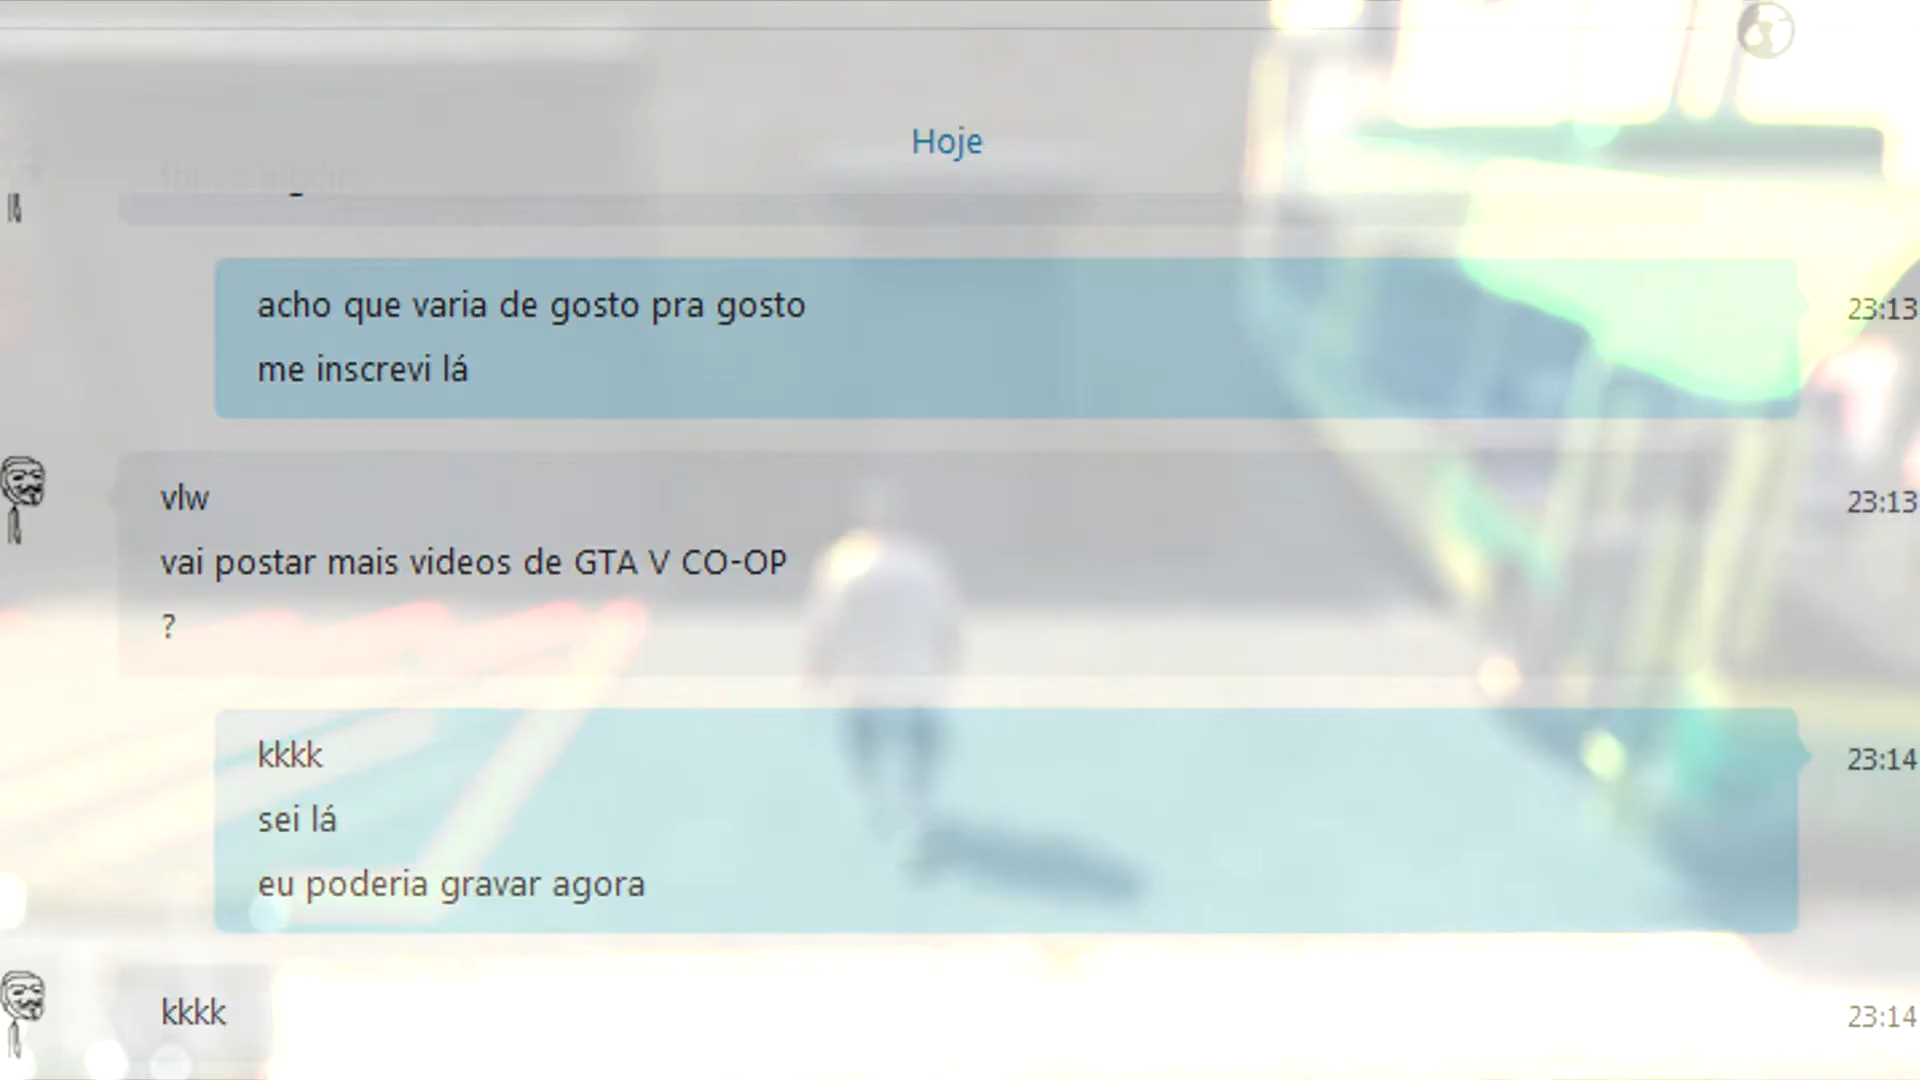 Hoje
acho que varia de gosto pra gosto
23:13
me inscrevi lá
vlw
23:13
vai postar mais videos de GTA V CO-OP
?
kkkk
23:14
sei lá
eu poderia gravar agora
kkkk
23:14